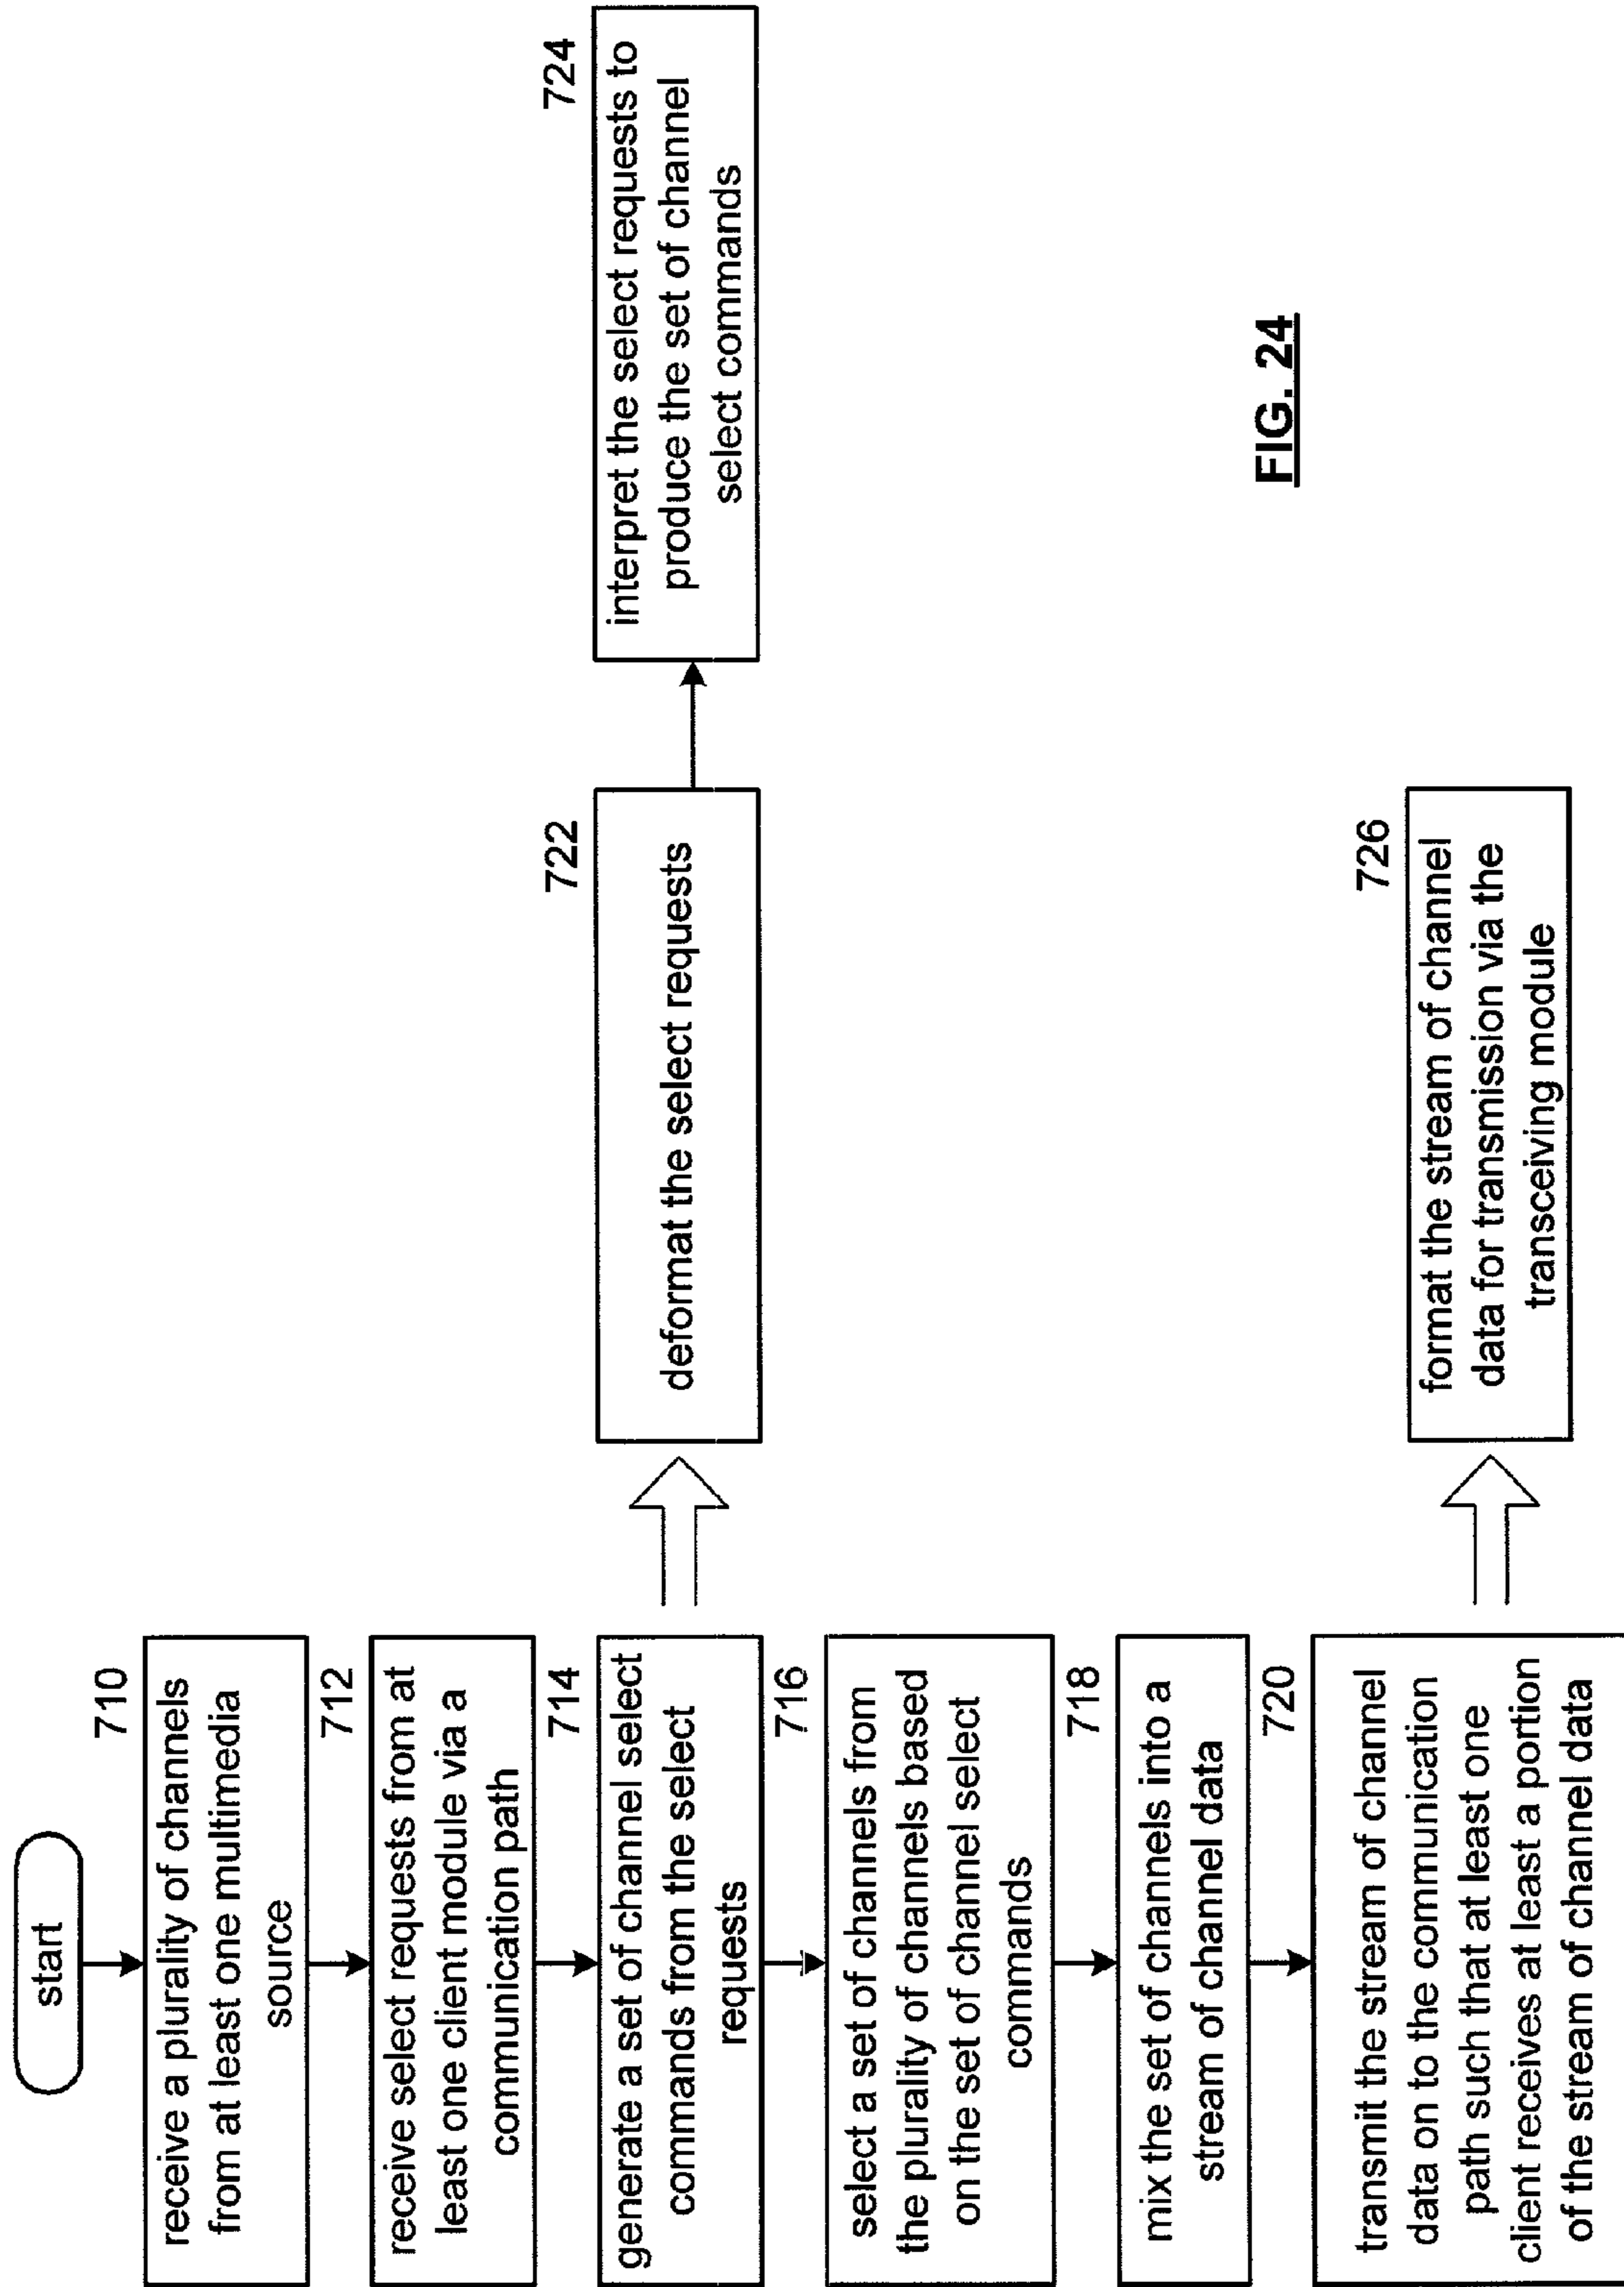 start
710
receive a plurality of channels
from at least one multimedia
source
712
receive select requests from at
least one client module via a
communication path
714
generate a set of channel select
commands from the select
requests
722
deformat the select requests
724
interpret the select requests to
produce the set of channel
select commands
716
select a set of channels from
the plurality of channels based
on the set of channel select
commands
718
mix the set of channels into a
stream of channel data
720
transmit the stream of channel
data on to the communication
path such that at least one
client receives at least a portion
of the stream of channel data
726
format the stream of channel
data for transmission via the
transceiving module
FIG. 24